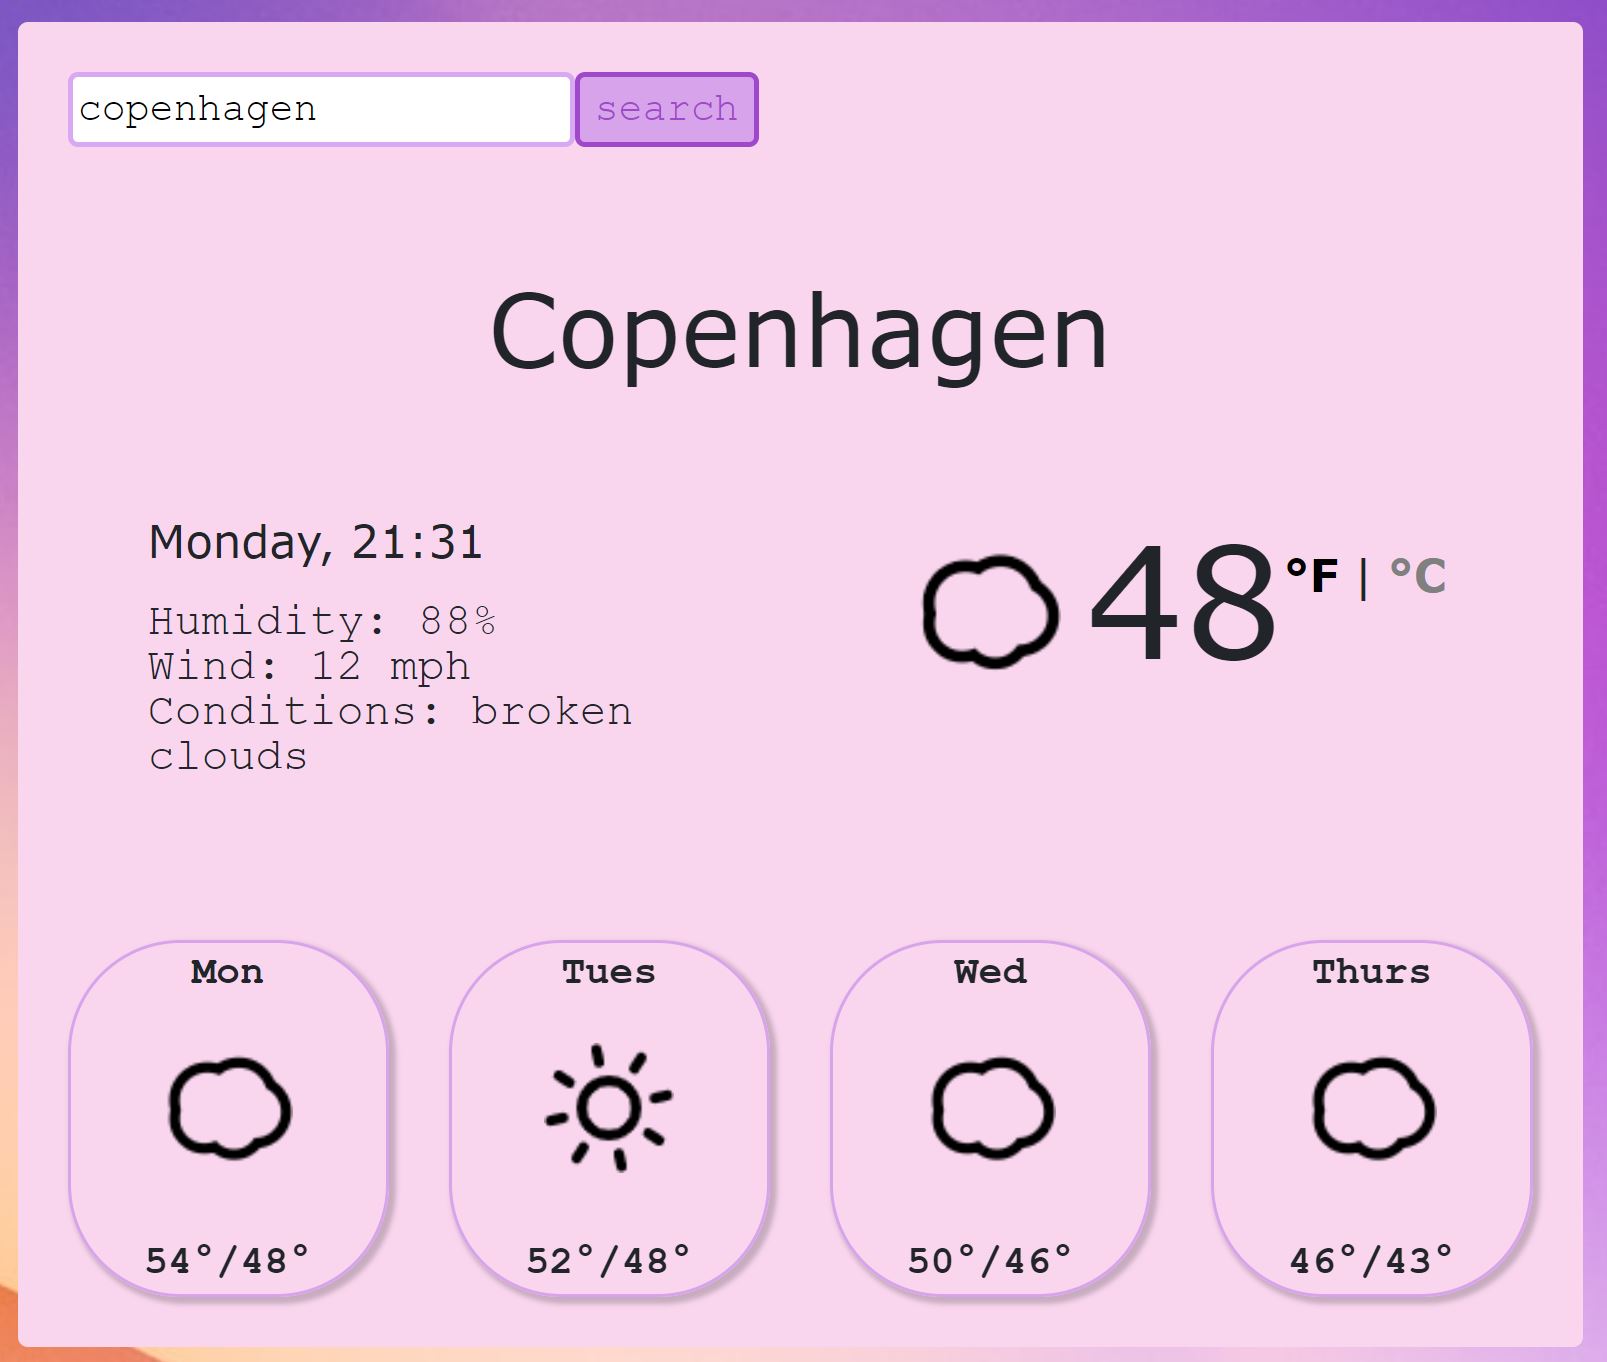 copenhagen search
Copenhagen
Monday, 21:31
Humidity: 88%
Wind: 12 mph
Conditions: broken
clouds
48 °F | °C
Mon
54°/48°
Tues
52°/48°
Wed
50°/46°
Thurs
46°/43°